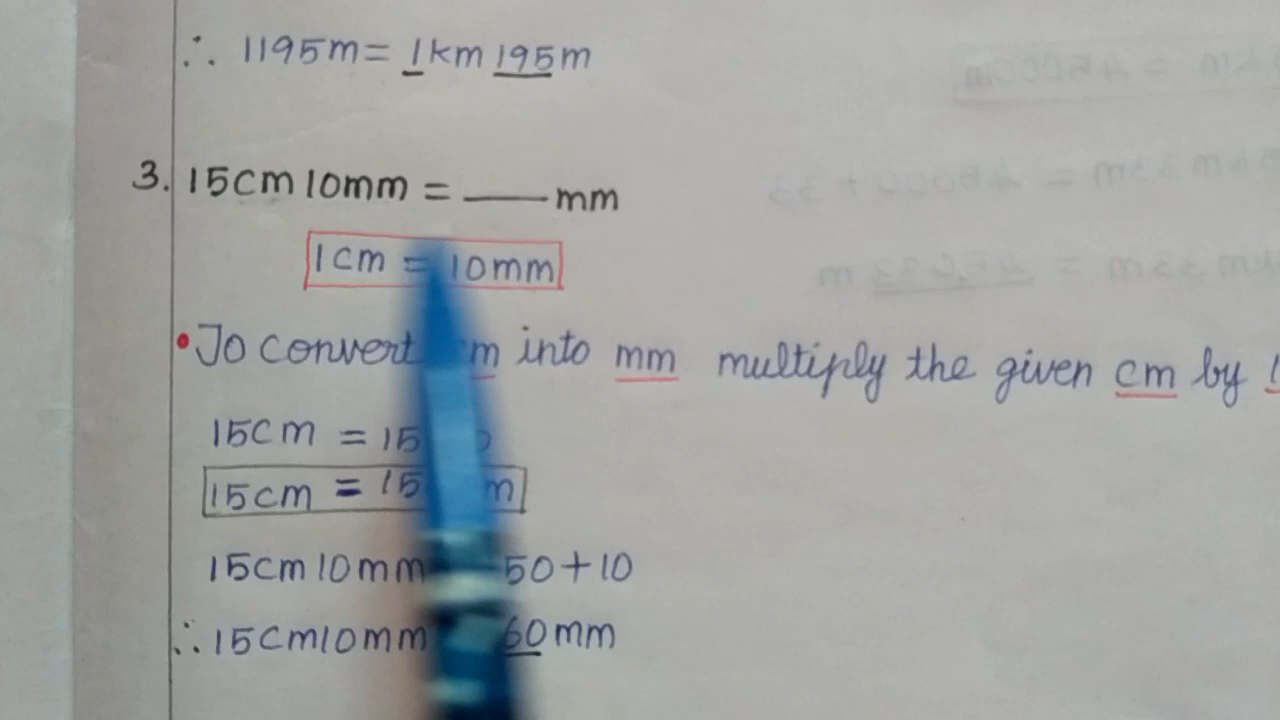 ∴ 1195m = 1km 195m
3. 15cm 10mm = ___ mm
1cm = 10mm
• To convert into mm multiply the given cm by
15cm = 15
15cm = 15
15cm 10mm 50+10
∴ 15cm10mm 60mm